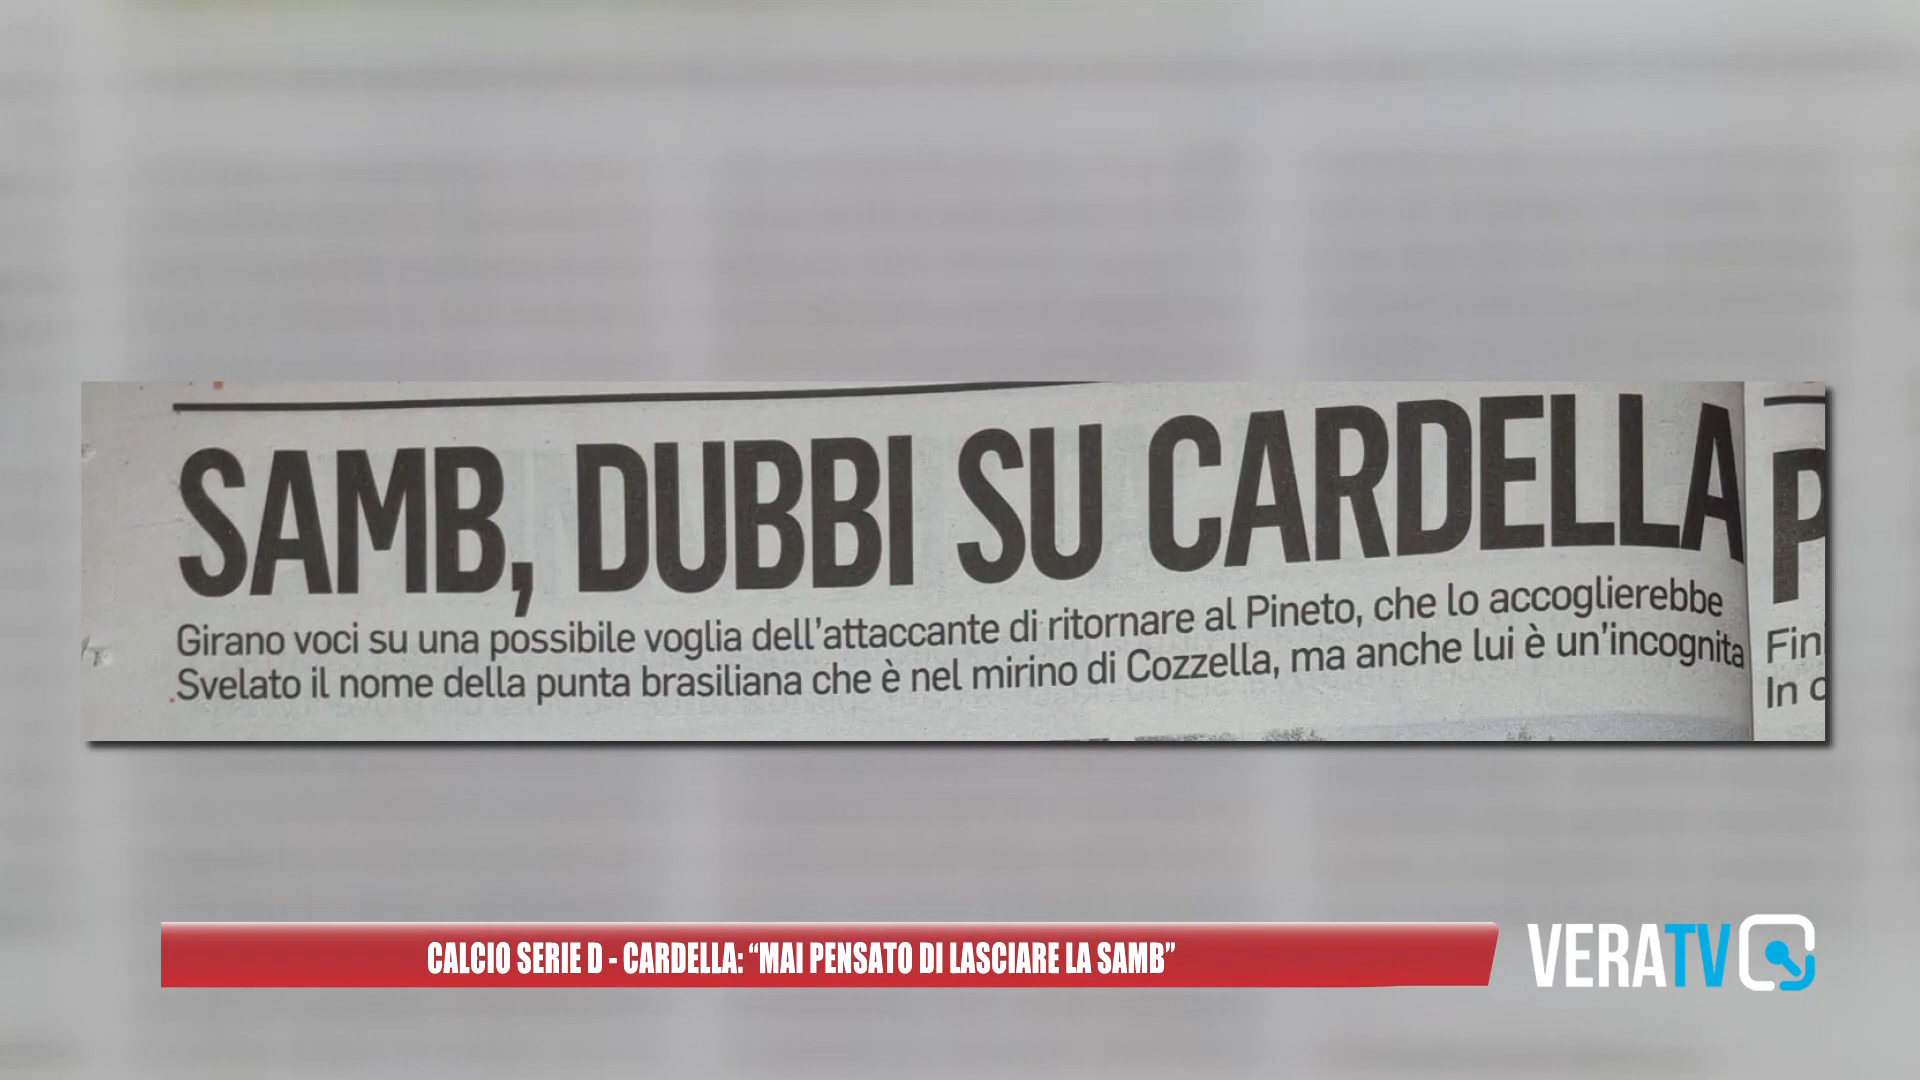 SAMB, DUBBI SU CARDELLA
Girano voci su una possibile voglia dell'attaccante di ritornare al Pineto, che lo accoglierebbe
Svelato il nome della punta brasiliana che è nel mirino di Cozzella, ma anche lui è un'incognita
P
Fin
In c
CALCIO SERIE D - CARDELLA: “MAI PENSATO DI LASCIARE LA SAMB”
VERATV